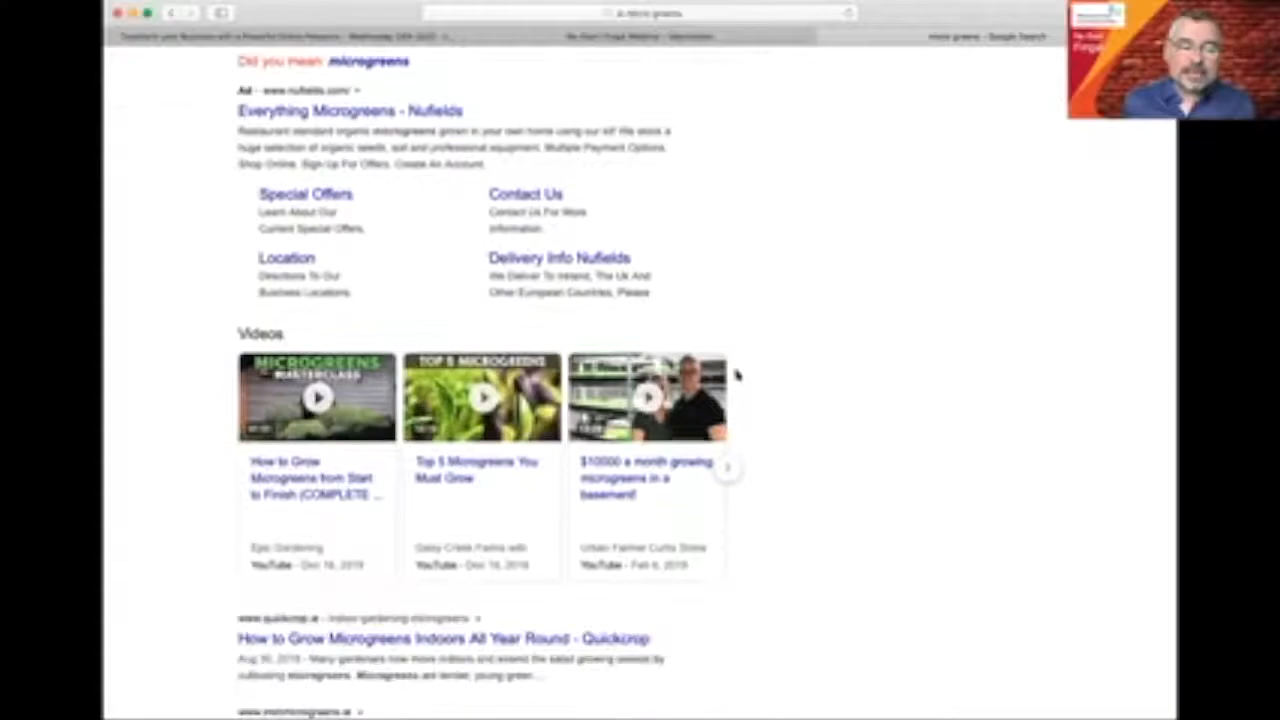 micro greens
micro greens - Google Search
Did you mean microgreens
Ad · www.nufields.com/
Everything Microgreens - Nufields
Restaurant standard organic microgreens grown in your own home using our kit! We stock a
huge selection of organic seeds, soil and professional equipment. Multiple Payment Options.
Shop Online. Sign Up For Offers. Create An Account.
Special Offers
Learn About Our
Current Special Offers.
Contact Us
Contact Us For More
Information
Location
Directions To Our
Business Locations.
Delivery Info Nufields
We Deliver To Ireland, The Uk And
Other European Countries, Please
Videos
MICROGREENS
MASTERCLASS
TOP 5 MICROGREENS
How to Grow
Microgreens from Start
to Finish (COMPLETE ...
Epic Gardening
YouTube - Dec 16, 2019
Top 5 Microgreens You
Must Grow
YouTube - Dec 16, 2019
$10000 a month growing
microgreens in a
basement!
Urban Farmer Curtis Stone
YouTube - Feb 6, 2019
www.quickcrop.ie › indoor-gardening-microgreens
How to Grow Microgreens Indoors All Year Round - Quickcrop
Aug 30, 2019 - Many gardeners now move indoors and extend the salad growing season by
cultivating microgreens. Microgreens are tender, young green ...
Fingal